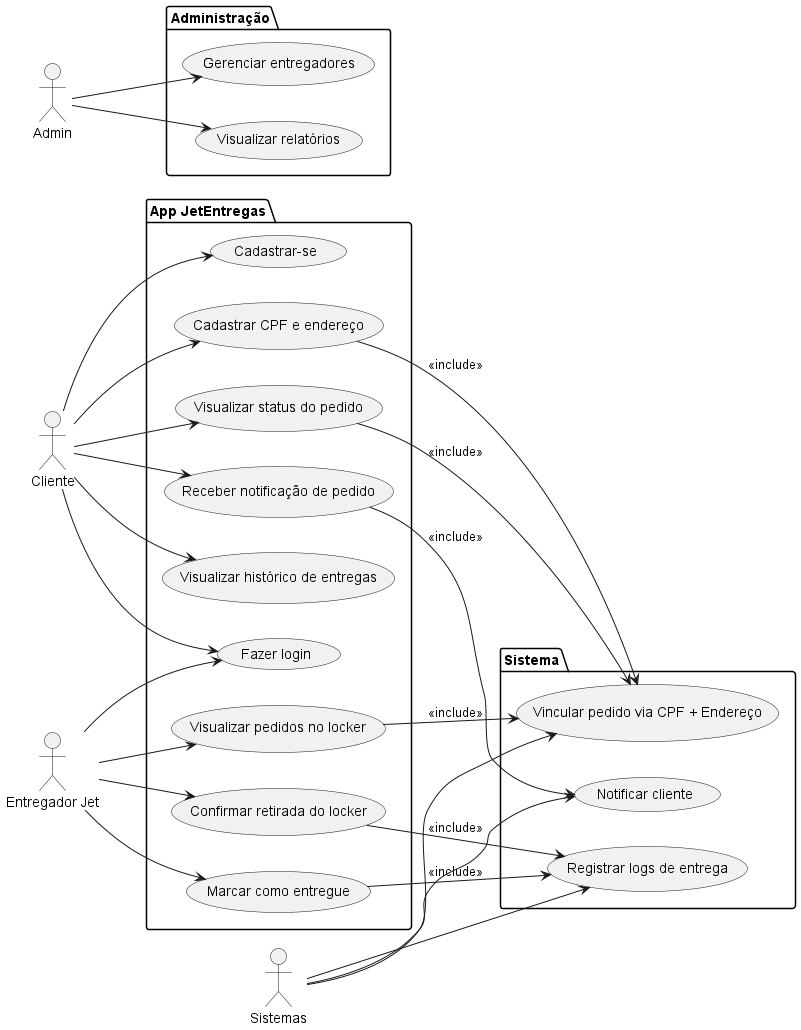 Administração
Gerenciar entregadores
Admin
Visualizar relatórios
App JetEntregas
Cadastrar-se
Cadastrar CPF e endereço
«include»
Visualizar status do pedido
«include»
Cliente
Receber notificação de pedido
«include»
Visualizar histórico de entregas
Fazer login
Sistema
Visualizar pedidos no locker
«include»
Vincular pedido via CPF + Endereço
Entregador Jet
Notificar cliente
Confirmar retirada do locker
«include»
Registrar logs de entrega
«include»
Marcar como entregue
Sistemas